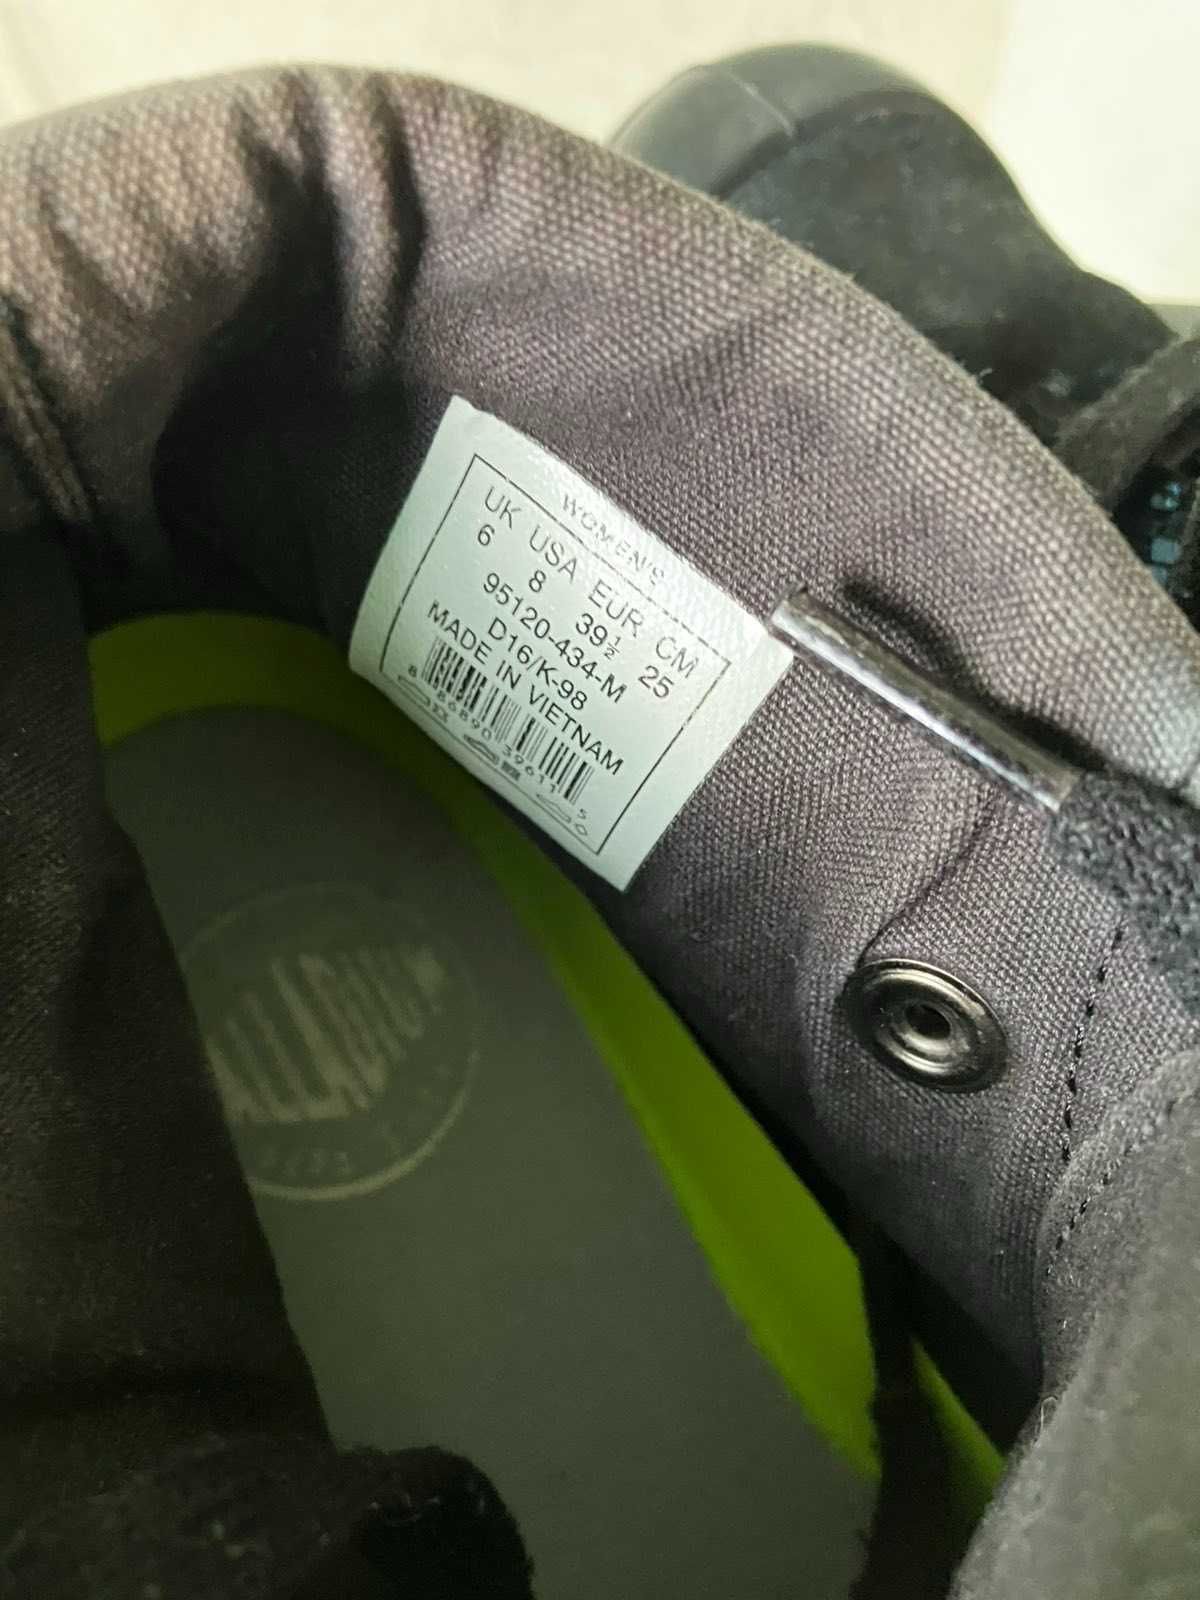 WOMEN'S
UK USA EUR CM
6 8 39½ 25
95120-434-M
D16/K-98
MADE IN VIETNAM
PALLADIUM